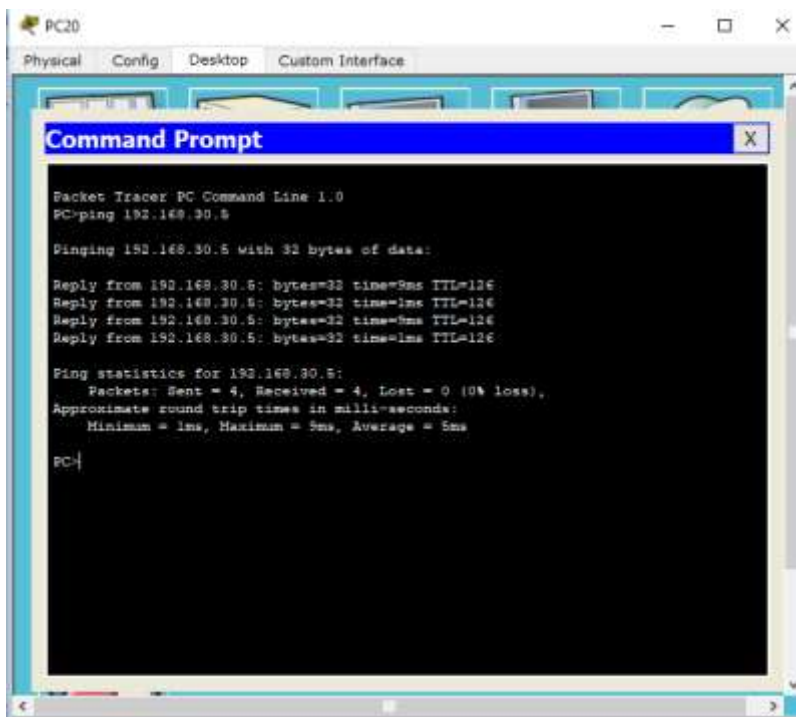 PC20
Physical Config Desktop Custom Interface
Command Prompt
X
Packet Tracer PC Command Line 1.0
PC>ping 192.168.30.5
Pinging 192.168.30.5 with 32 bytes of data:
Reply from 192.168.30.5: bytes=32 time=9ms TTL=126
Reply from 192.168.30.5: bytes=32 time=1ms TTL=126
Reply from 192.168.30.5: bytes=32 time=9ms TTL=126
Reply from 192.168.30.5: bytes=32 time=1ms TTL=126
Ping statistics for 192.168.30.5:
Packets: Sent = 4, Received = 4, Lost = 0 (0% loss),
Approximate round trip times in milli-seconds:
Minimum = 1ms, Maximum = 9ms, Average = 5ms
PC>